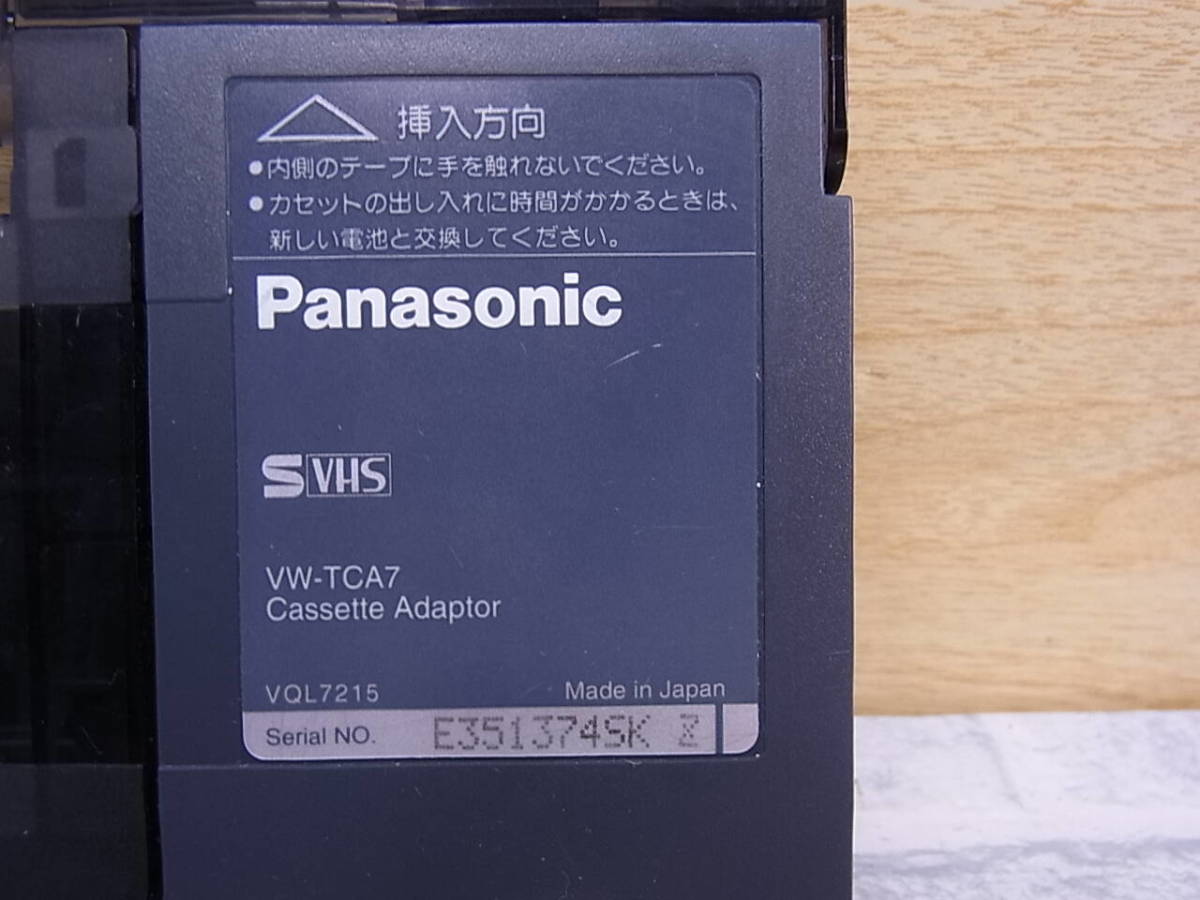 挿入方向
●内側のテープに手を触れないでください。
●カセットの出し入れに時間がかかるときは、
新しい電池と交換してください。
Panasonic
S VHS
VW-TCA7
Cassette Adaptor
VQL7215
Made in Japan
Serial NO. E351374SK Z